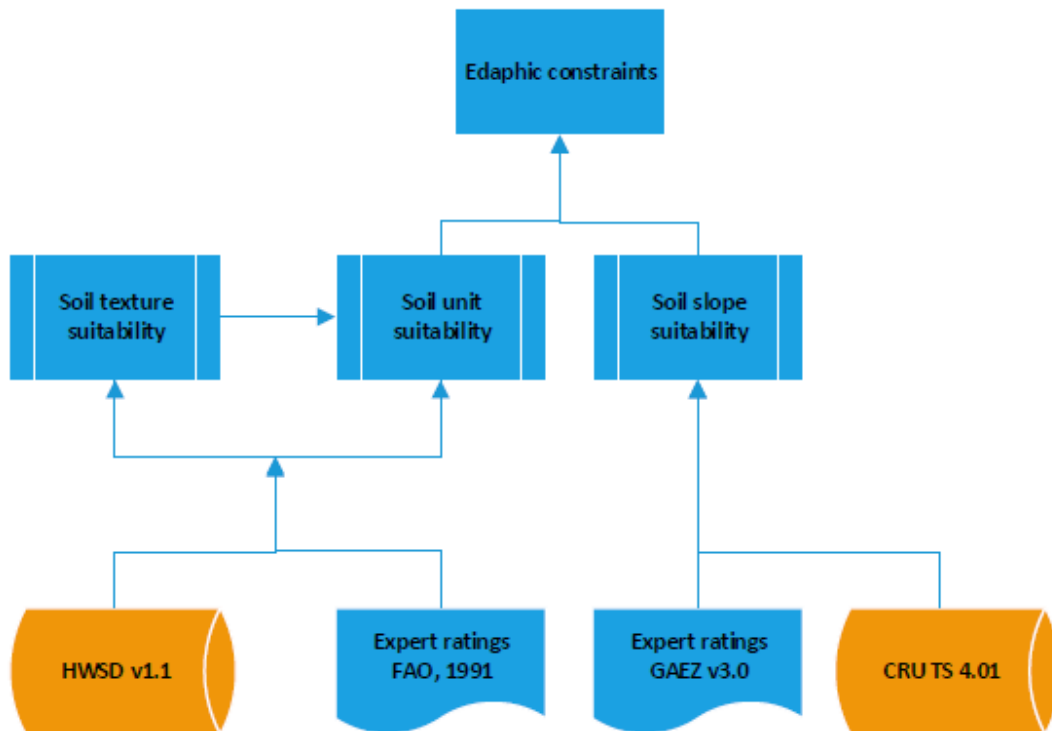 Edaphic constraints
Soil texture
suitability
Soil unit
suitability
Soil slope
suitability
HWSD v1.1
Expert ratings
FAO, 1991
Expert ratings
GAEZ v3.0
CRU TS 4.01